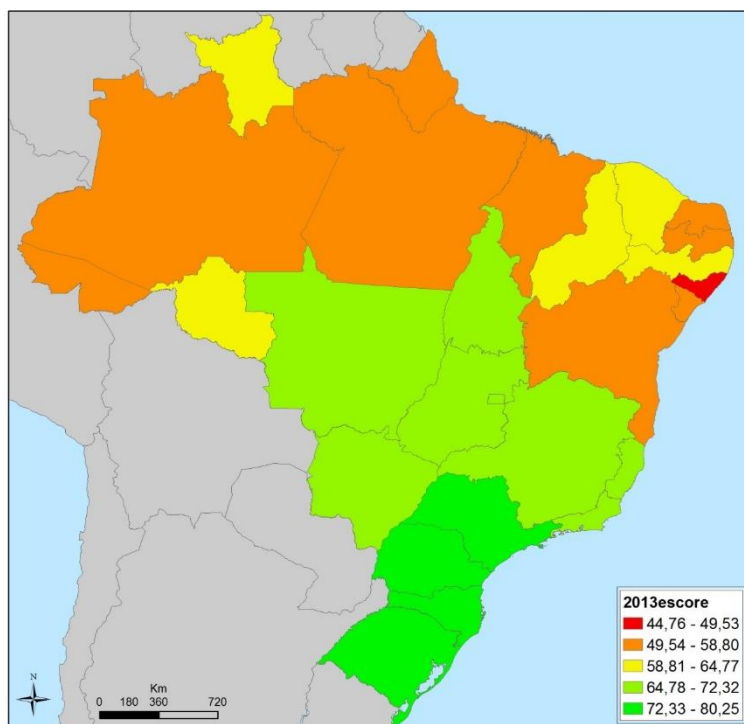 2013escore
44,76 - 49,53
49,54 - 58,80
58,81 - 64,77
64,78 - 72,32
72,33 - 80,25
N
Km
0 180 360 720